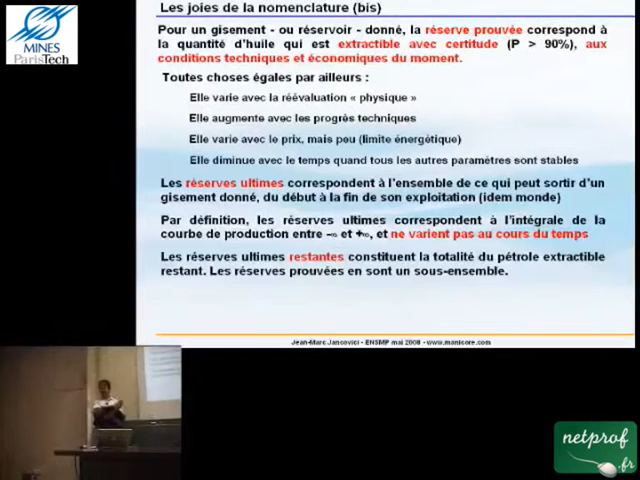 Les joies de la nomenclature (bis)
MINES
ParisTech
Pour un gisement - ou réservoir - donné, la réserve prouvée correspond à
la quantité d'huile qui est extractible avec certitude (P > 90%), aux
conditions techniques et économiques du moment.
Toutes choses égales par ailleurs :
Elle varie avec la réévaluation « physique »
Elle augmente avec les progrès techniques
Elle varie avec le prix, mais peu (limite énergétique)
Elle diminue avec le temps quand tous les autres paramètres sont stables
Les réserves ultimes correspondent à l'ensemble de ce qui peut sortir d'un
gisement donné, du début à la fin de son exploitation (idem monde)
Par définition, les réserves ultimes correspondent à l'intégrale de la
courbe de production entre -∞ et +∞, et ne varient pas au cours du temps
Les réserves ultimes restantes constituent la totalité du pétrole extractible
restant. Les réserves prouvées en sont un sous-ensemble.
Jean-Marc Jancovici - ENSMP mai 2008 - www.manicore.com
netprof
.fr